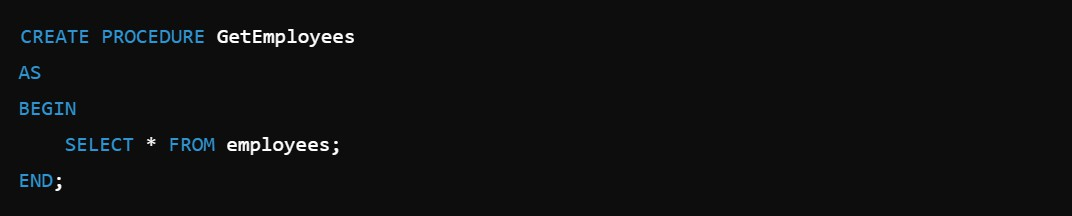 CREATE PROCEDURE GetEmployees
AS
BEGIN
    SELECT * FROM employees;
END;